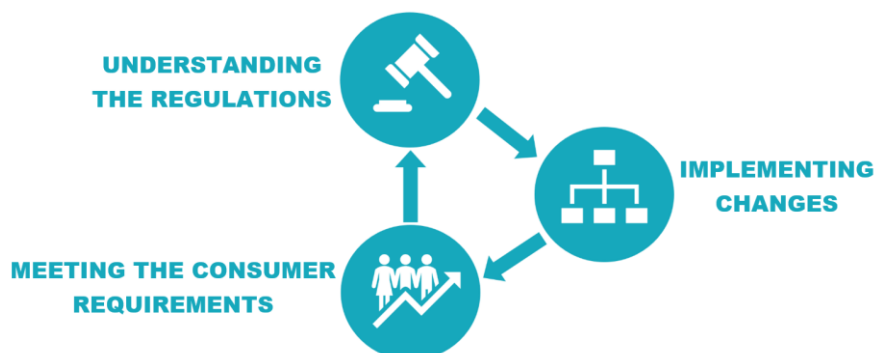 UNDERSTANDING
THE REGULATIONS
IMPLEMENTING
CHANGES
MEETING THE CONSUMER
REQUIREMENTS